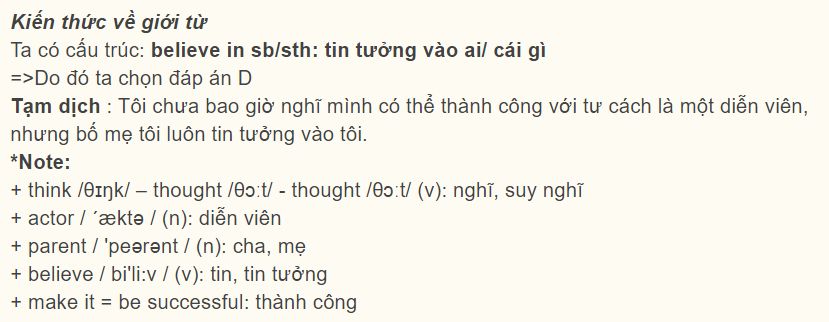 Kiến thức về giới từ
Ta có cấu trúc: believe in sb/sth: tin tưởng vào ai/ cái gì
=>Do đó ta chọn đáp án D
Tạm dịch : Tôi chưa bao giờ nghĩ mình có thể thành công với tư cách là một diễn viên,
nhưng bố mẹ tôi luôn tin tưởng vào tôi.
*Note:
+ think /θɪŋk/ – thought /θɔːt/ - thought /θɔːt/ (v): nghĩ, suy nghĩ
+ actor / ´æktə / (n): diễn viên
+ parent / 'peərənt / (n): cha, mẹ
+ believe / bi'li:v / (v): tin, tin tưởng
+ make it = be successful: thành công